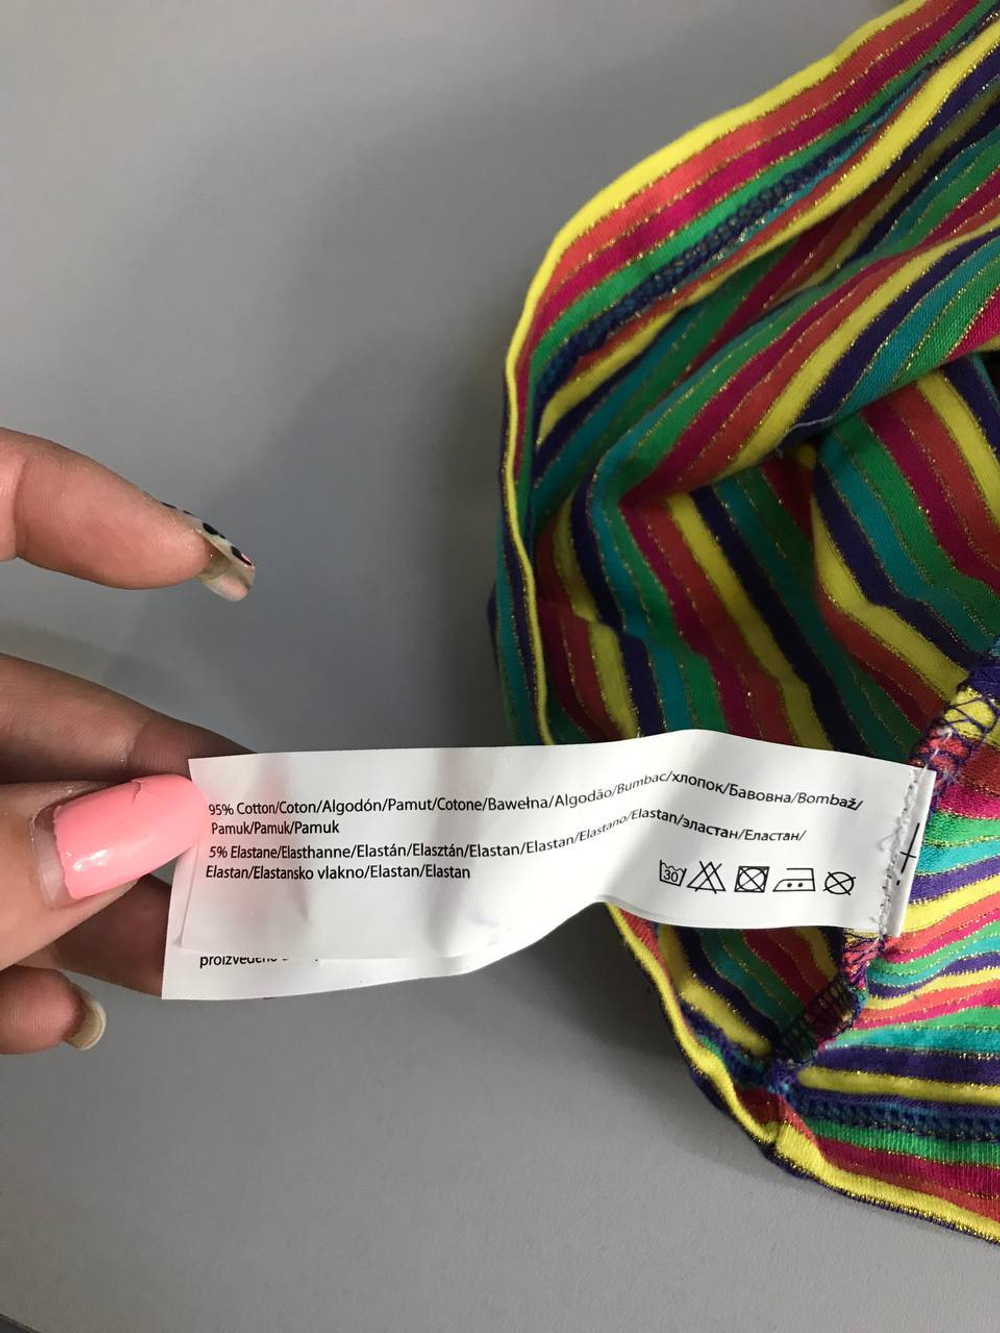 95% Cotton/Coton/Algodón/Pamut/Cotone/Bawełna/Algodão/Bumbac/хлопок/Бавовна/Bombaž/
Pamuk/Pamuk/Pamuk
5% Elastane/Elasthanne/Elastán/Elasztán/Elastan/Elastan/Elastano/Elastan/эластан/Еластан/
Elastan/Elastansko vlakno/Elastan/Elastan
30